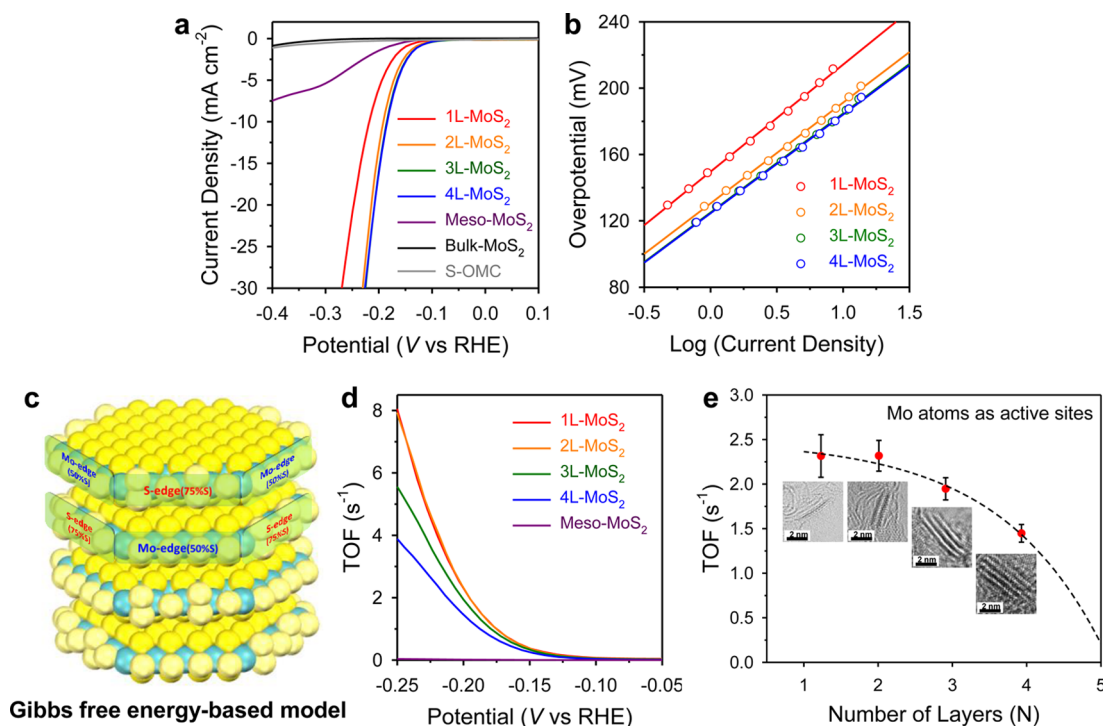 a
Current Density (mA cm⁻²)
0
-5
-10
-15
-20
-25
-30
-0.4 -0.3 -0.2 -0.1 0.0 0.1
Potential (V vs RHE)
1L-MoS₂
2L-MoS₂
3L-MoS₂
4L-MoS₂
Meso-MoS₂
Bulk-MoS₂
S-OMC
b
Overpotential (mV)
240
200
160
120
80
-0.5 0.0 0.5 1.0 1.5
Log (Current Density)
1L-MoS₂
2L-MoS₂
3L-MoS₂
4L-MoS₂
c
Mo-edge
(50%S)
S-edge(75%S)
Mo-edge
(50%S)
S-edge
(75%S)
Mo-edge(50%S)
S-edge
(75%S)
Gibbs free energy-based model
d
TOF (s⁻¹)
8
6
4
2
0
-0.25 -0.20 -0.15 -0.10 -0.05
Potential (V vs RHE)
1L-MoS₂
2L-MoS₂
3L-MoS₂
4L-MoS₂
Meso-MoS₂
e
Mo atoms as active sites
TOF (s⁻¹)
3.0
2.5
2.0
1.5
1.0
0.5
0.0
2 nm
2 nm
2 nm
2 nm
1 2 3 4 5
Number of Layers (N)